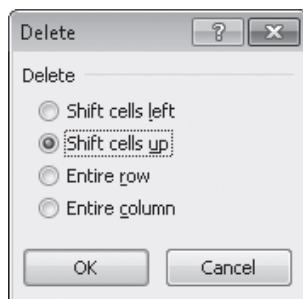 Delete
Delete
Shift cells left
Shift cells up
Entire row
Entire column
OK Cancel